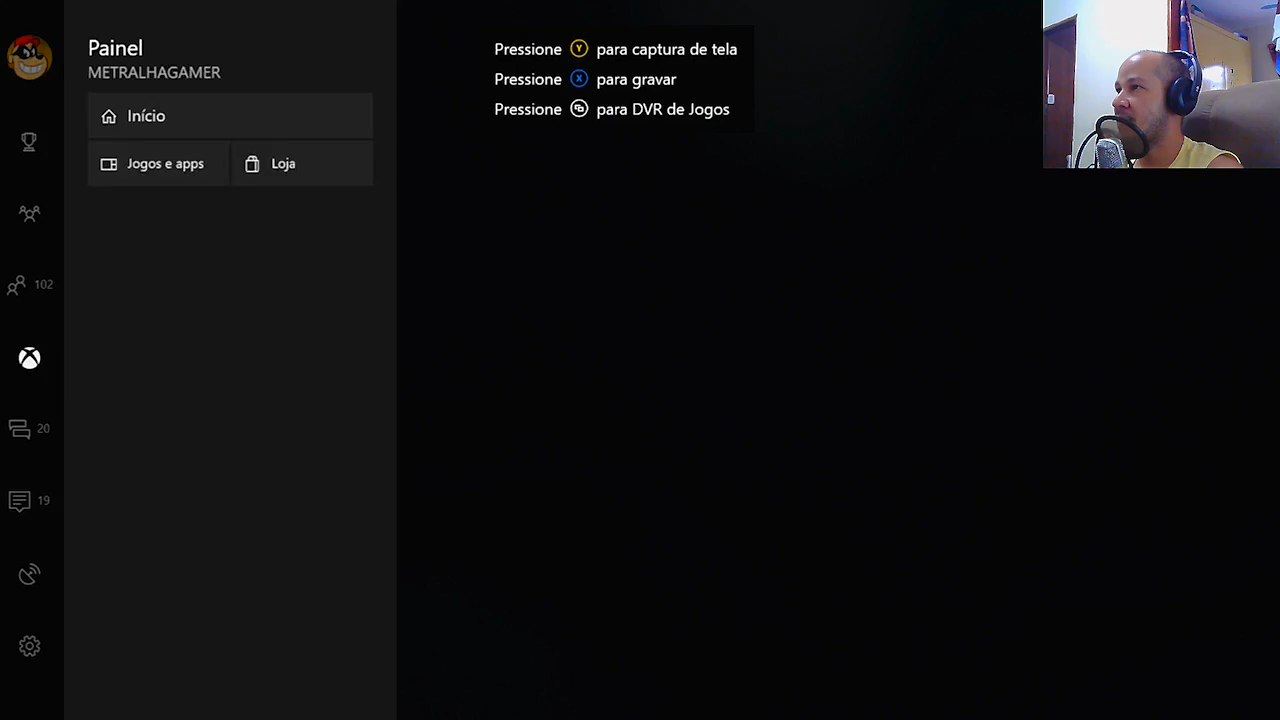 Painel
METRALHAGAMER
Início
Jogos e apps
Loja
102
20
19
Pressione Y para captura de tela
Pressione X para gravar
Pressione para DVR de Jogos